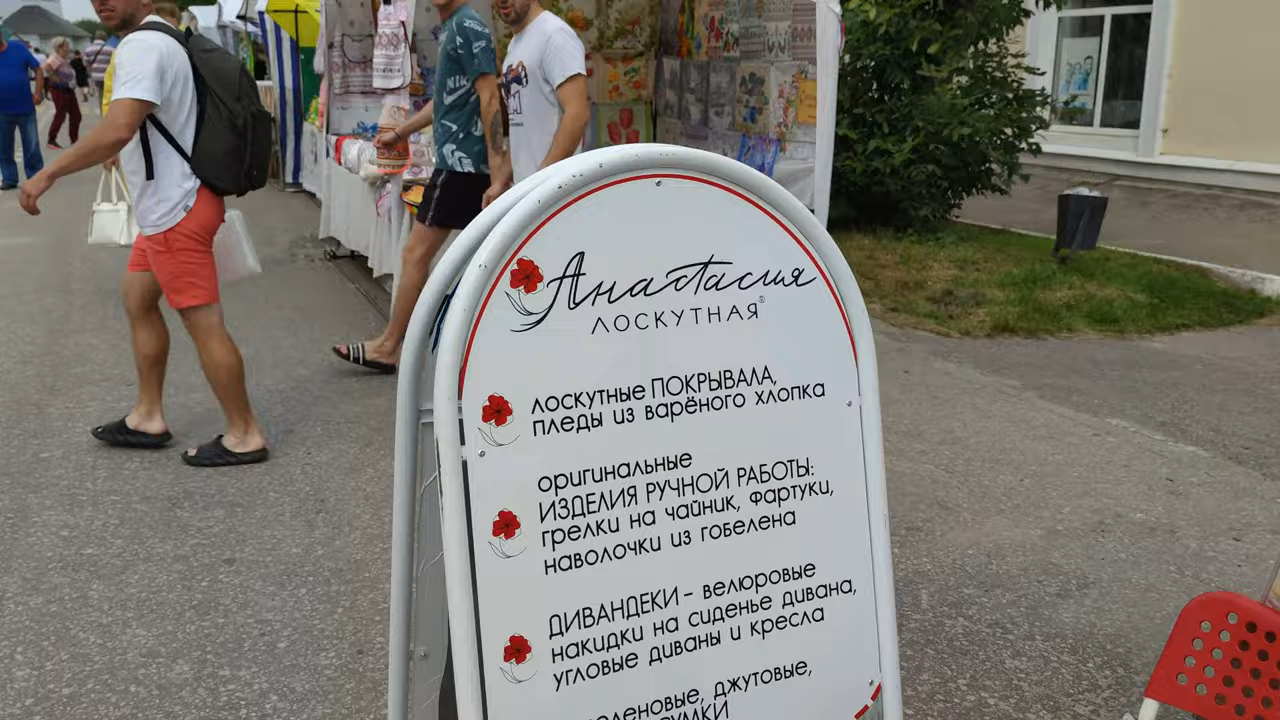 Анастасия
ЛОСКУТНАЯ®
лоскутные ПОКРЫВАЛА,
пледы из варёного хлопка
оригинальные
ИЗДЕЛИЯ РУЧНОЙ РАБОТЫ:
грелки на чайник, фартуки,
наволочки из гобелена
ДИВАНДЕКИ - велюровые
накидки на сиденье дивана,
угловые диваны и кресла
джутовые,
NIK